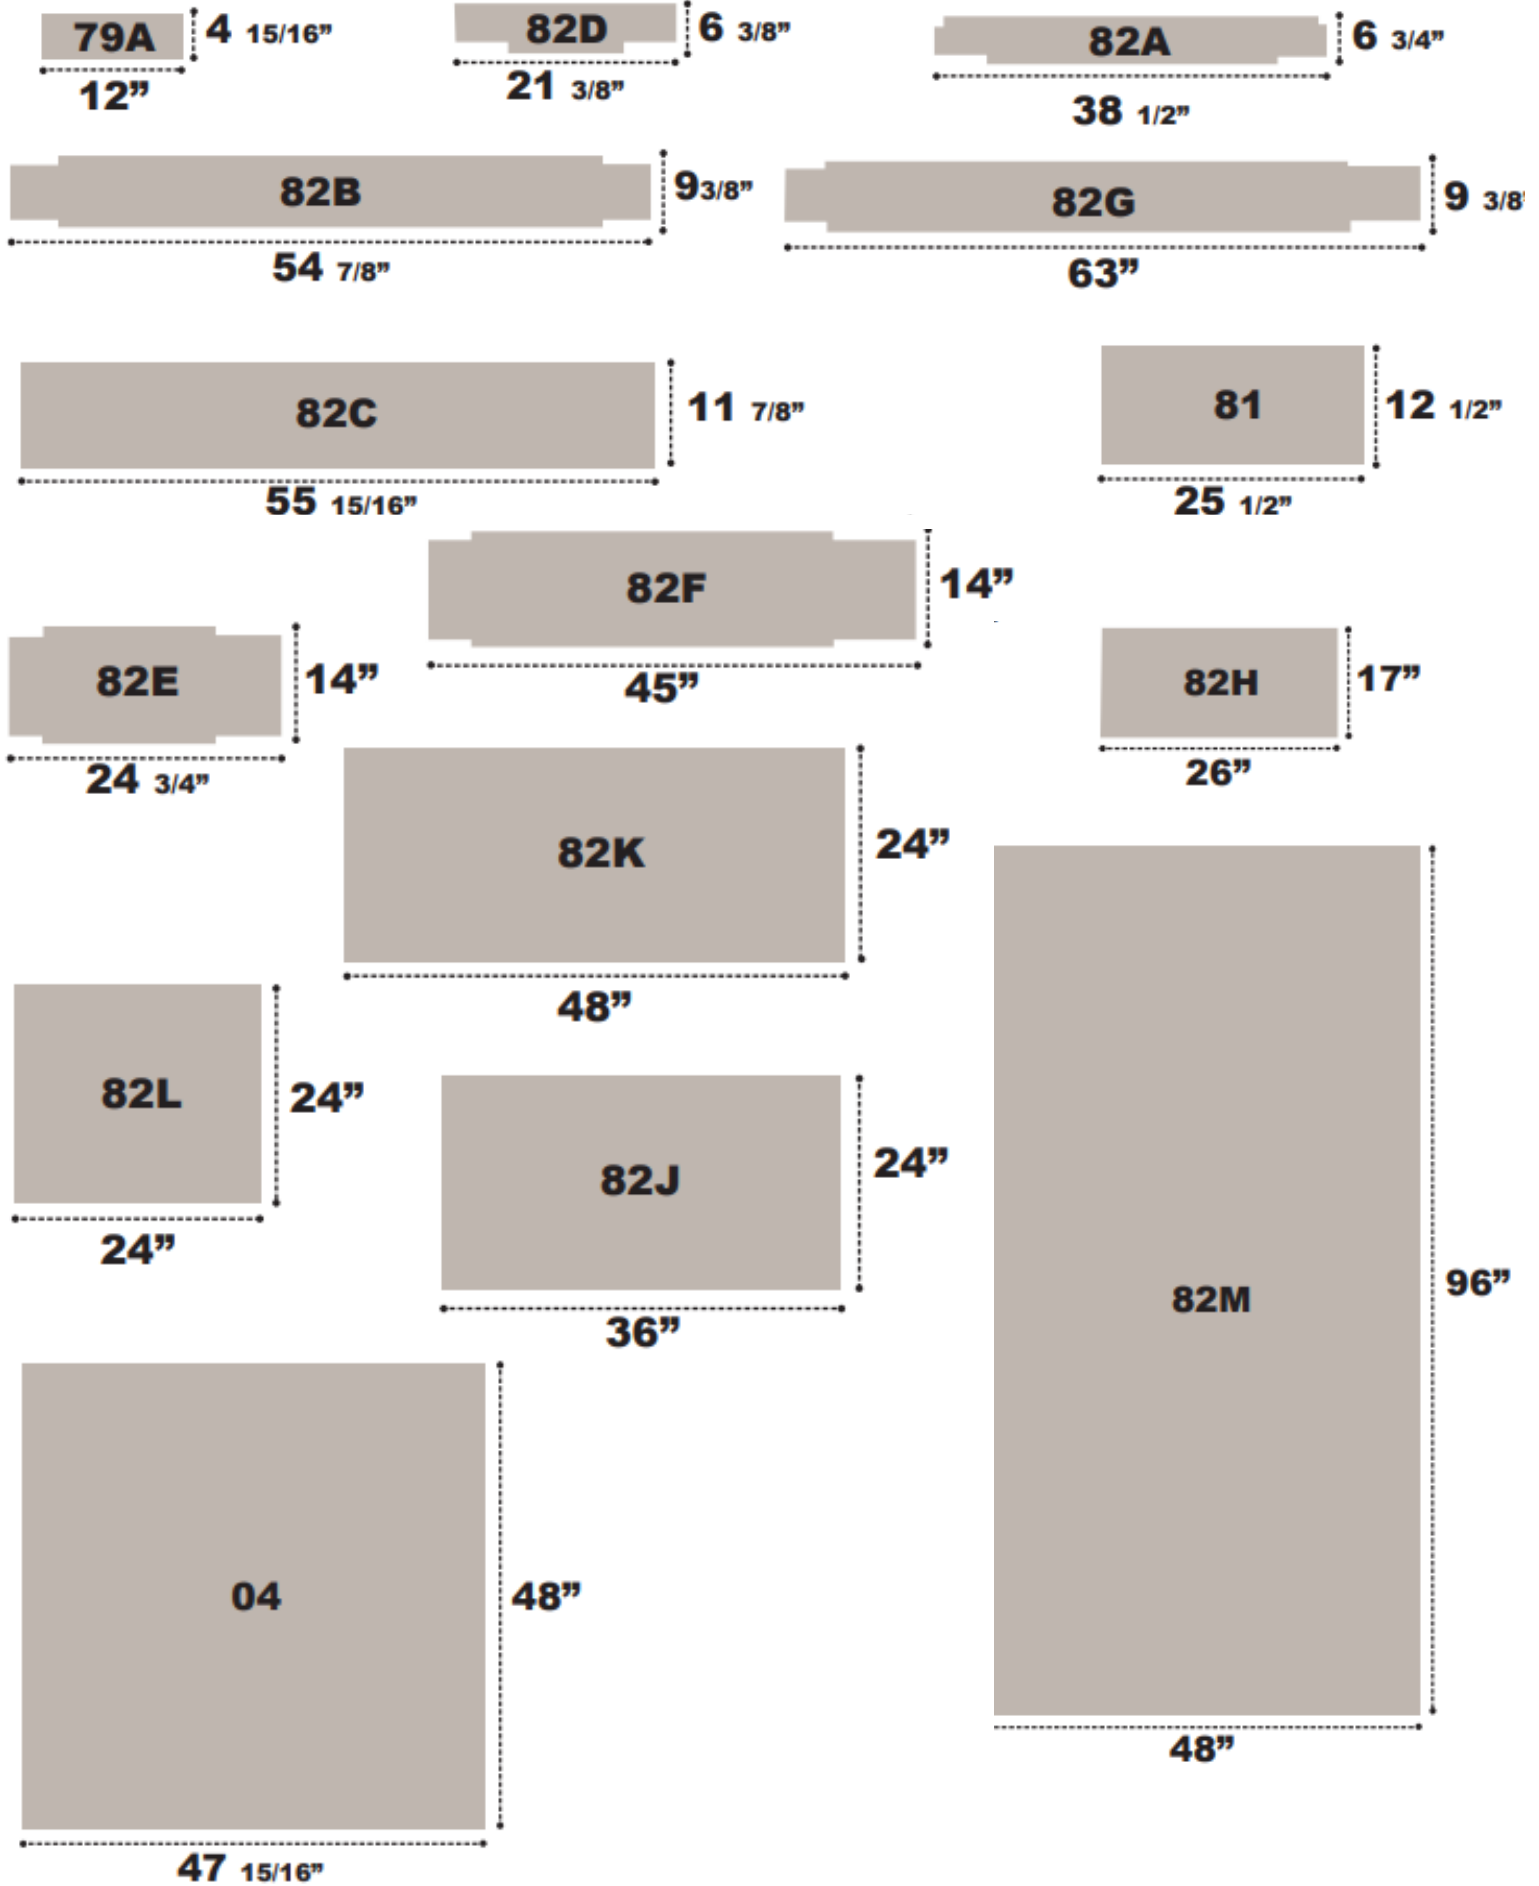 79A
4 15/16”
12”
82D
6 3/8”
21 3/8”
82A
6 3/4”
38 1/2”
82B
93/8”
54 7/8”
82G
9 3/8”
63”
82C
11 7/8”
55 15/16”
81
12 1/2”
25 1/2”
82F
14”
45”
82E
14”
24 3/4”
82H
17”
26”
82K
24”
48”
82L
24”
24”
82J
24”
36”
82M
96”
48”
04
48”
47 15/16”